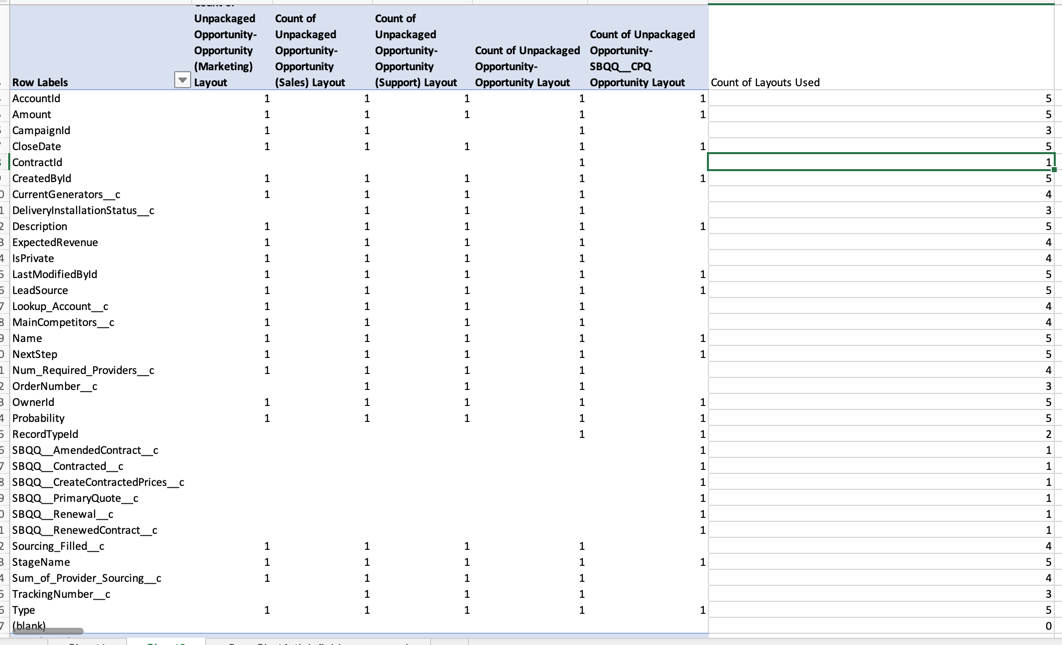 Unpackaged Opportunity-Opportunity (Marketing) Layout
Count of Unpackaged Opportunity-Opportunity (Sales) Layout
Count of Unpackaged Opportunity-Opportunity (Support) Layout
Count of Unpackaged Opportunity-Opportunity Layout
Count of Unpackaged Opportunity-SBQQ__CPQ Opportunity Layout
Row Labels Count of Layouts Used
AccountId 1 1 1 1 1 5
Amount 1 1 1 1 1 5
CampaignId 1 1 1 3
CloseDate 1 1 1 1 1 5
ContractId 1 1
CreatedById 1 1 1 1 1 5
CurrentGenerators__c 1 1 1 1 4
DeliveryInstallationStatus__c 1 1 1 3
Description 1 1 1 1 1 5
ExpectedRevenue 1 1 1 1 4
IsPrivate 1 1 1 1 4
LastModifiedById 1 1 1 1 1 5
LeadSource 1 1 1 1 1 5
Lookup_Account__c 1 1 1 1 4
MainCompetitors__c 1 1 1 1 4
Name 1 1 1 1 1 5
NextStep 1 1 1 1 1 5
Num_Required_Providers__c 1 1 1 1 4
OrderNumber__c 1 1 1 3
OwnerId 1 1 1 1 1 5
Probability 1 1 1 1 1 5
RecordTypeId 1 1 2
SBQQ__AmendedContract__c 1 1
SBQQ__Contracted__c 1 1
SBQQ__CreateContractedPrices__c 1 1
SBQQ__PrimaryQuote__c 1 1
SBQQ__Renewal__c 1 1
SBQQ__RenewedContract__c 1 1
Sourcing_Filled__c 1 1 1 1 4
StageName 1 1 1 1 1 5
Sum_of_Provider_Sourcing__c 1 1 1 1 4
TrackingNumber__c 1 1 1 3
Type 1 1 1 1 1 5
(blank) 0